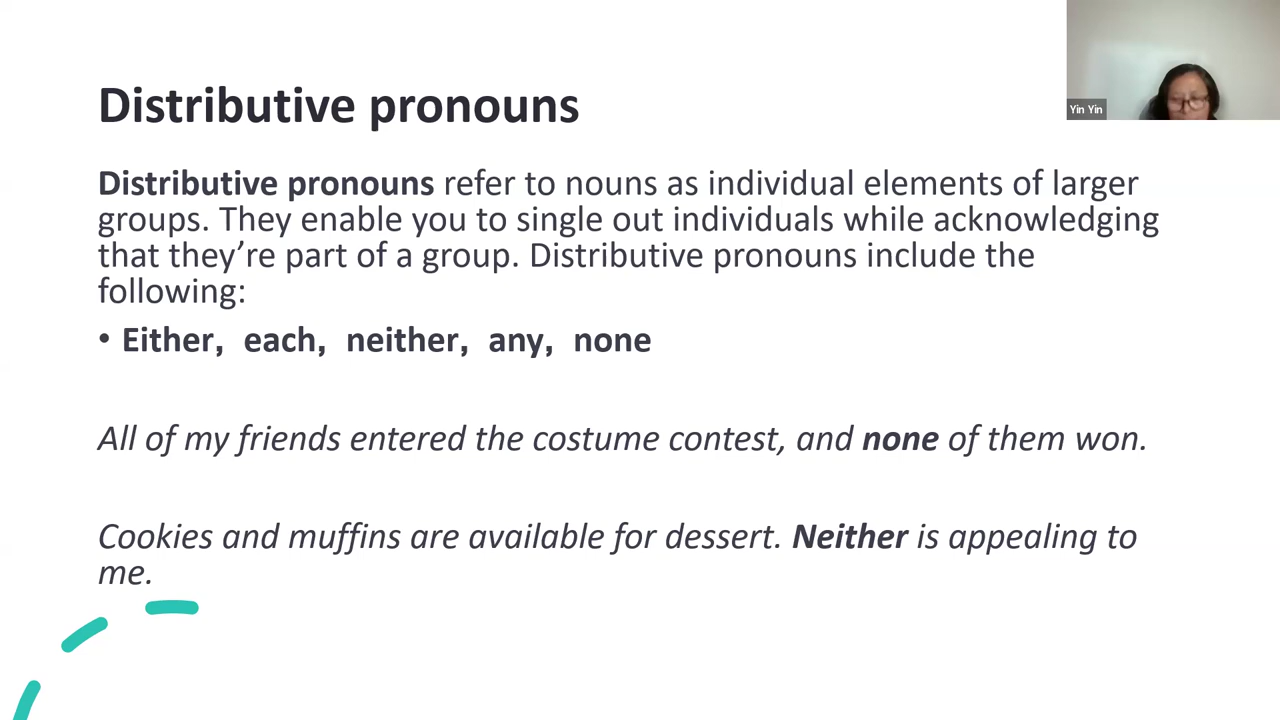 Distributive pronouns
Yin Yin
Distributive pronouns refer to nouns as individual elements of larger
groups. They enable you to single out individuals while acknowledging
that they’re part of a group. Distributive pronouns include the
following:
• Either, each, neither, any, none
All of my friends entered the costume contest, and none of them won.
Cookies and muffins are available for dessert. Neither is appealing to
me.